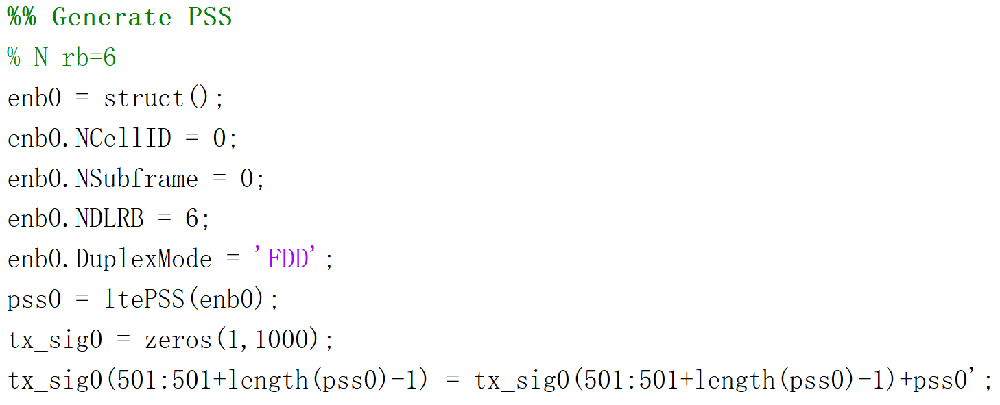 %% Generate PSS
% N_rb=6
enb0 = struct();
enb0.NCellID = 0;
enb0.NSubframe = 0;
enb0.NDLRB = 6;
enb0.DuplexMode = 'FDD';
pss0 = ltePSS(enb0);
tx_sig0 = zeros(1,1000);
tx_sig0(501:501+length(pss0)-1) = tx_sig0(501:501+length(pss0)-1)+pss0';